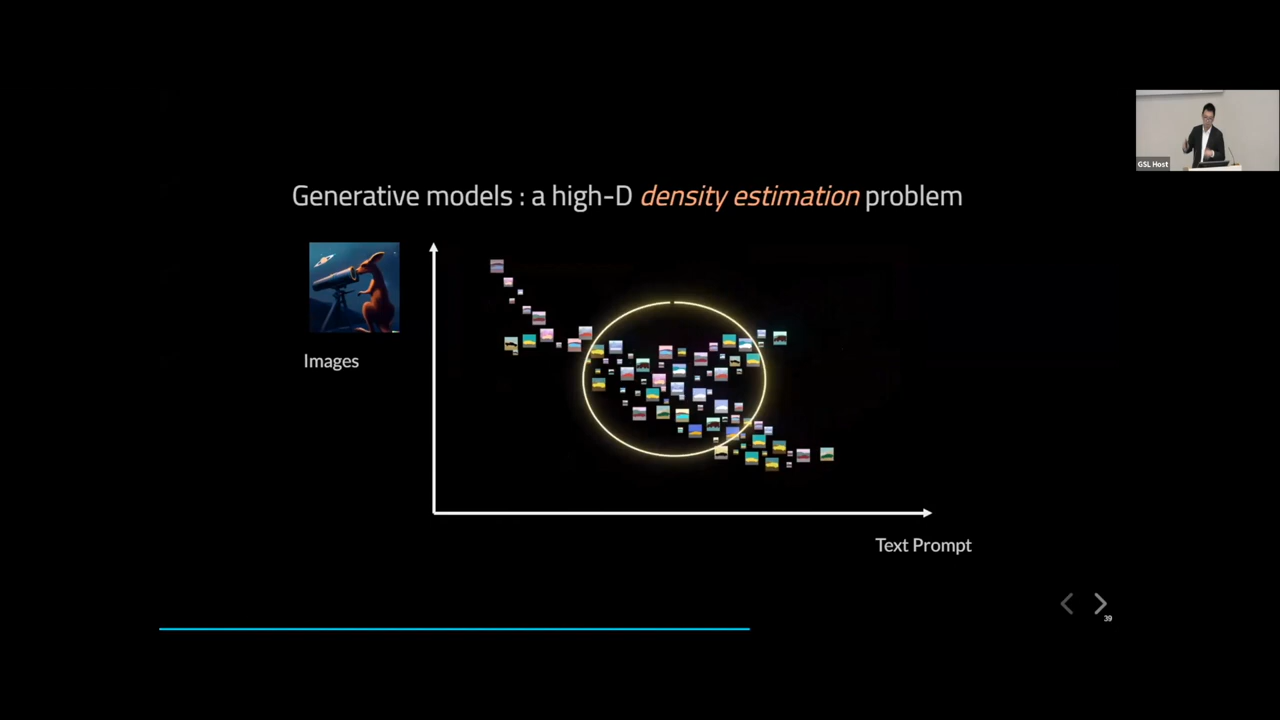 Generative models : a high-D density estimation problem
GSL Host
Images
Text Prompt
39